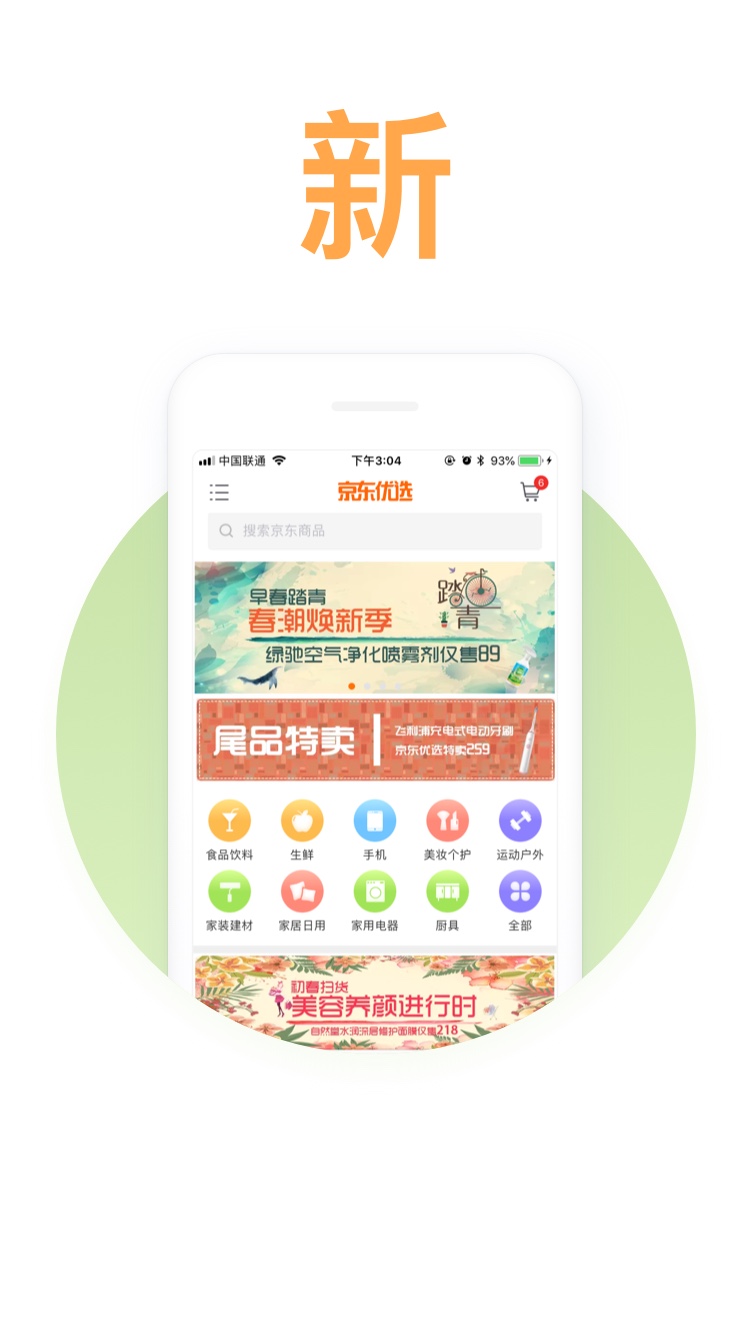 新
中国联通
下午3:04
93%
京东优选
6
搜索京东商品
早春踏青
春潮焕新季
绿驰空气净化喷雾剂仅售89
踏
青
尾品特卖
飞利浦充电式电动牙刷
京东优选特卖259
食品饮料
生鲜
手机
美妆个护
运动户外
家装建材
家居日用
家用电器
厨具
全部
初春扫货
美容养颜进行时
自然堂水润深层修护面膜仅售218